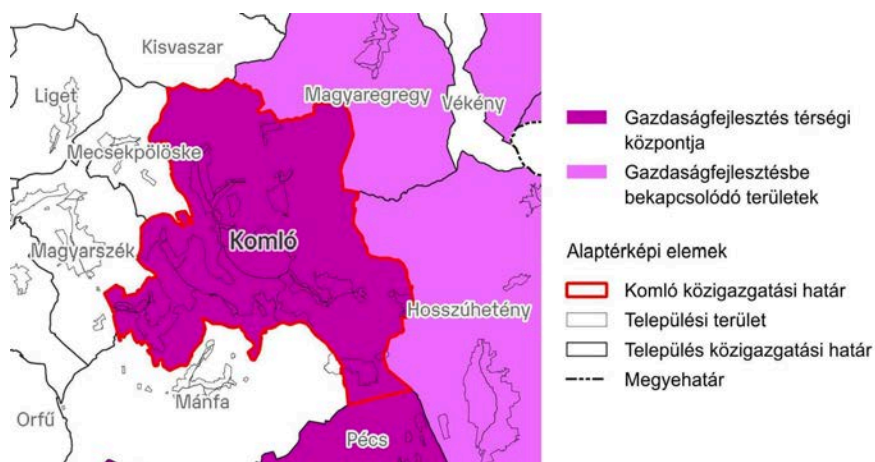 Kisvaszar
Liget
Magyaregregy
Vékény
Mecsekpölöske
Magyarszék
Komló
Hosszúhetény
Mánfa
Orfű
Pécs
Gazdaságfejlesztés térségi
központja
Gazdaságfejlesztésbe
bekapcsolódó területek
Alaptérképi elemek
Komló közigazgatási határ
Települési terület
Település közigazgatási határ
Megyehatár